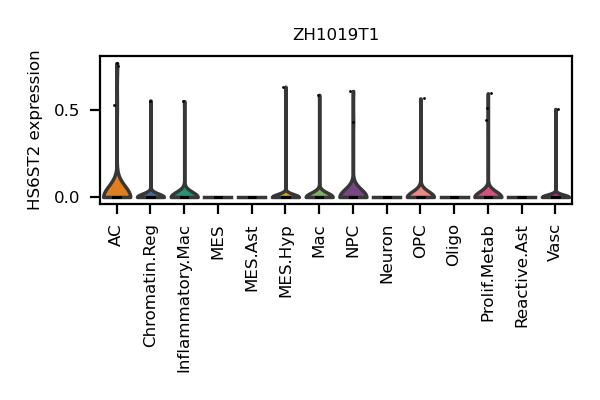 ZH1019T1
HS6ST2 expression
0.5
0.0
AC
Chromatin.Reg
Inflammatory.Mac
MES
MES.Ast
MES.Hyp
Mac
NPC
Neuron
OPC
Oligo
Prolif.Metab
Reactive.Ast
Vasc